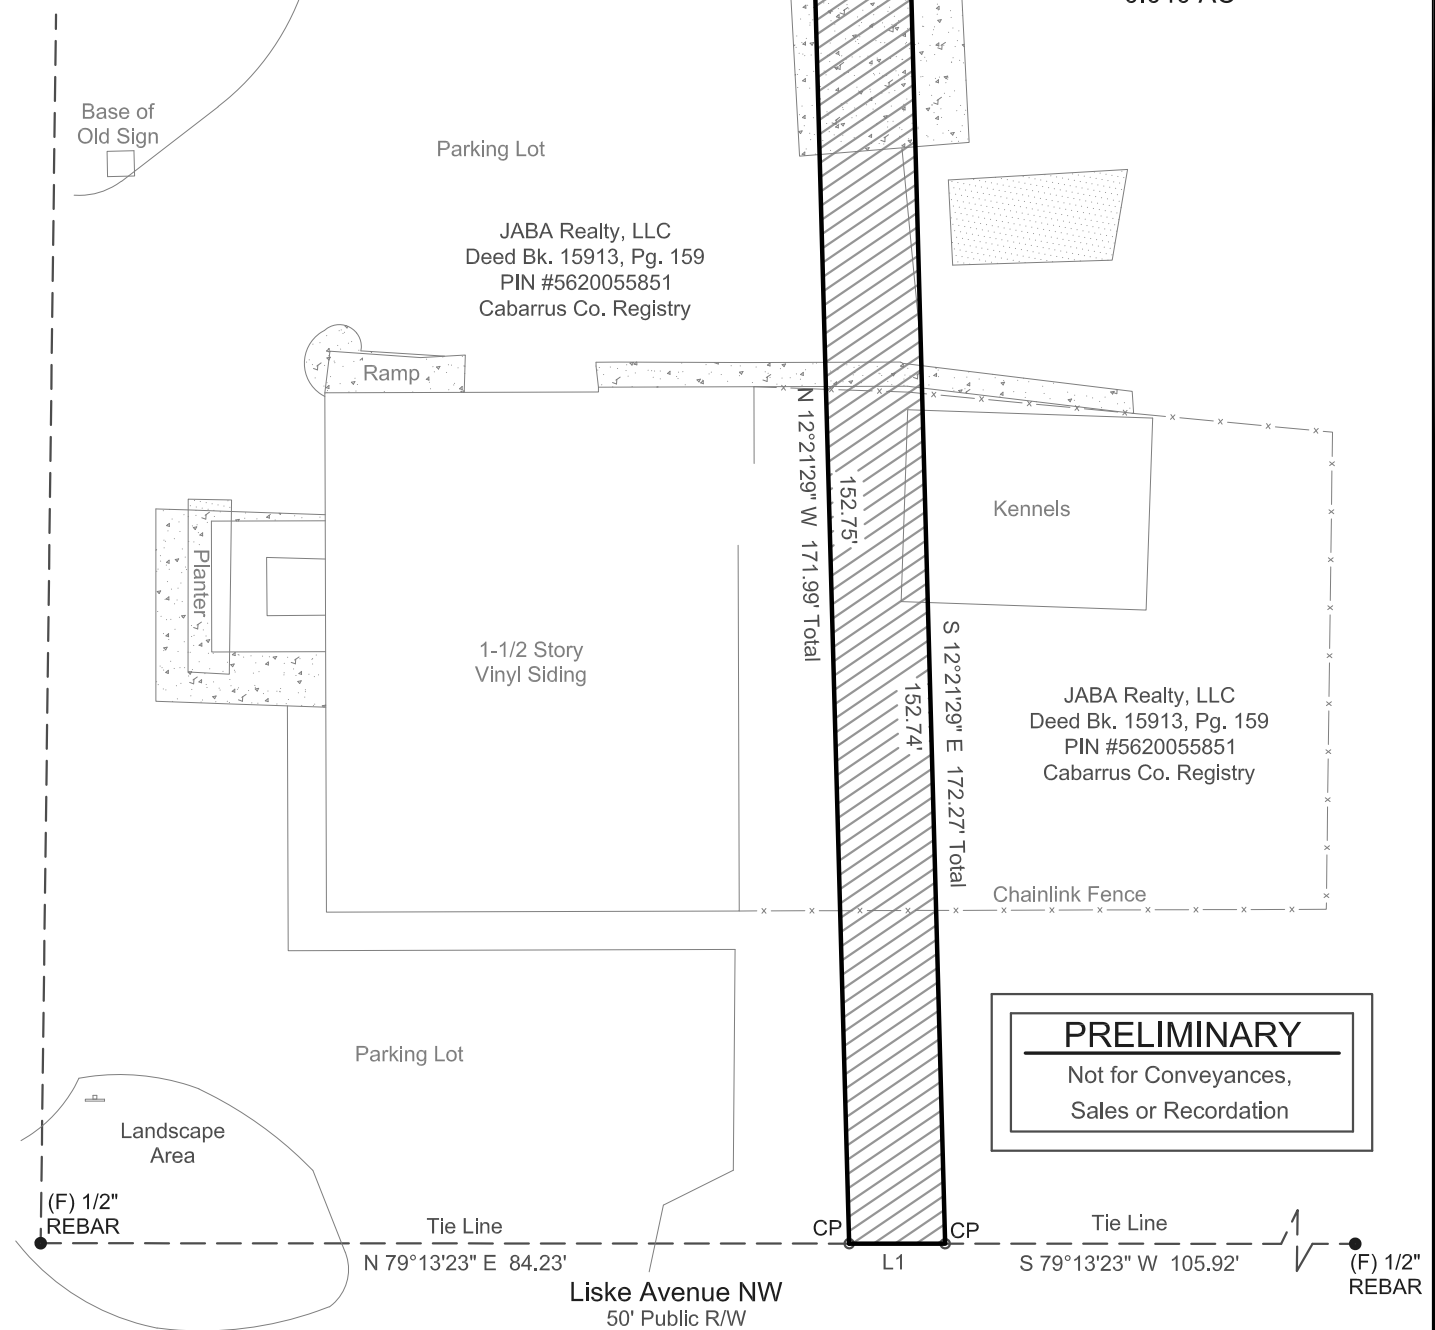 Base of
Old Sign
Parking Lot
JABA Realty, LLC
Deed Bk. 15913, Pg. 159
PIN #5620055851
Cabarrus Co. Registry
Ramp
N 12°21'29" W  171.99' Total
152.75'
Kennels
Planter
1-1/2 Story
Vinyl Siding
152.74'
S 12°21'29" E  172.27' Total
JABA Realty, LLC
Deed Bk. 15913, Pg. 159
PIN #5620055851
Cabarrus Co. Registry
Chainlink Fence
PRELIMINARY
Not for Conveyances,
Sales or Recordation
Parking Lot
Landscape
Area
(F) 1/2"
REBAR
Tie Line
N 79°13'23" E  84.23'
CP
CP
L1
Tie Line
S 79°13'23" W  105.92'
(F) 1/2"
REBAR
Liske Avenue NW
50' Public R/W